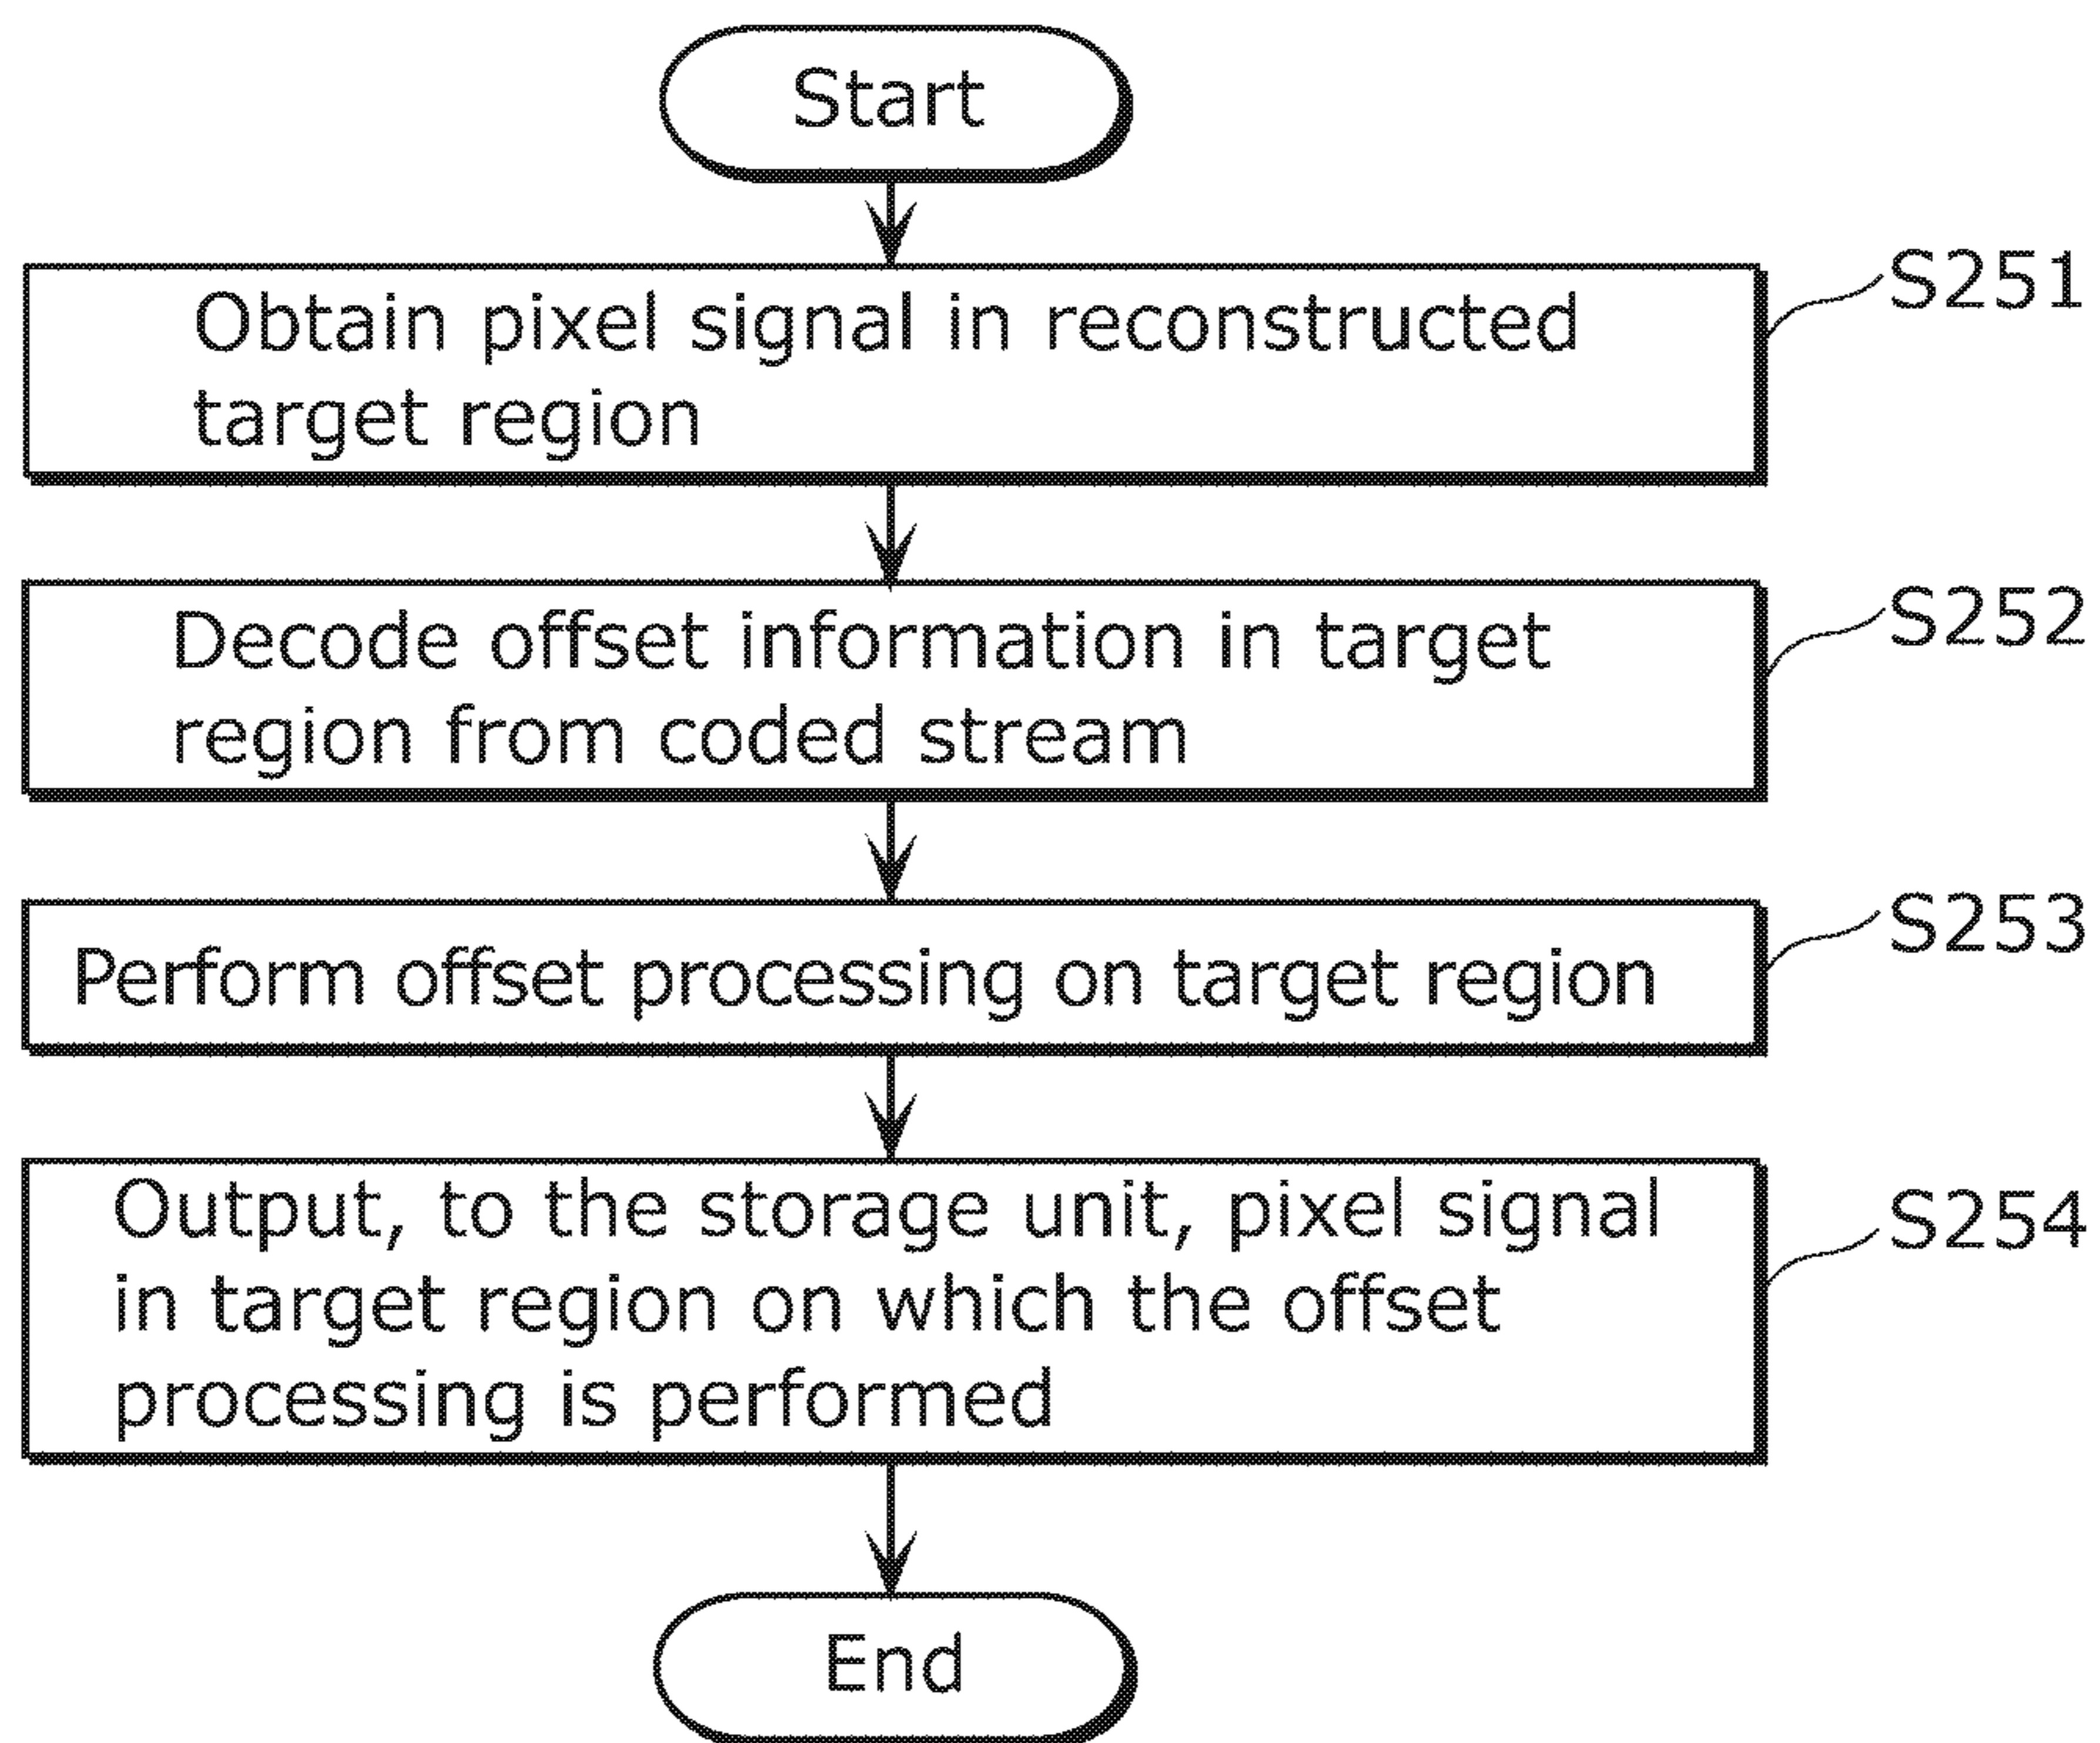 Start
Obtain pixel signal in reconstructed
target region
S251
Decode offset information in target
region from coded stream
S252
Perform offset processing on target region
S253
Output, to the storage unit, pixel signal
in target region on which the offset
processing is performed
S254
End